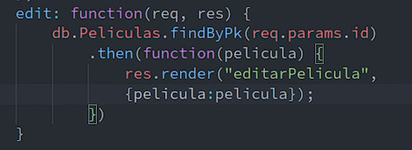 edit: function(req, res) {
db.Peliculas.findByPk(req.params.id)
.then(function(pelicula) {
res.render("editarPelicula",
{pelicula:pelicula});
})
}